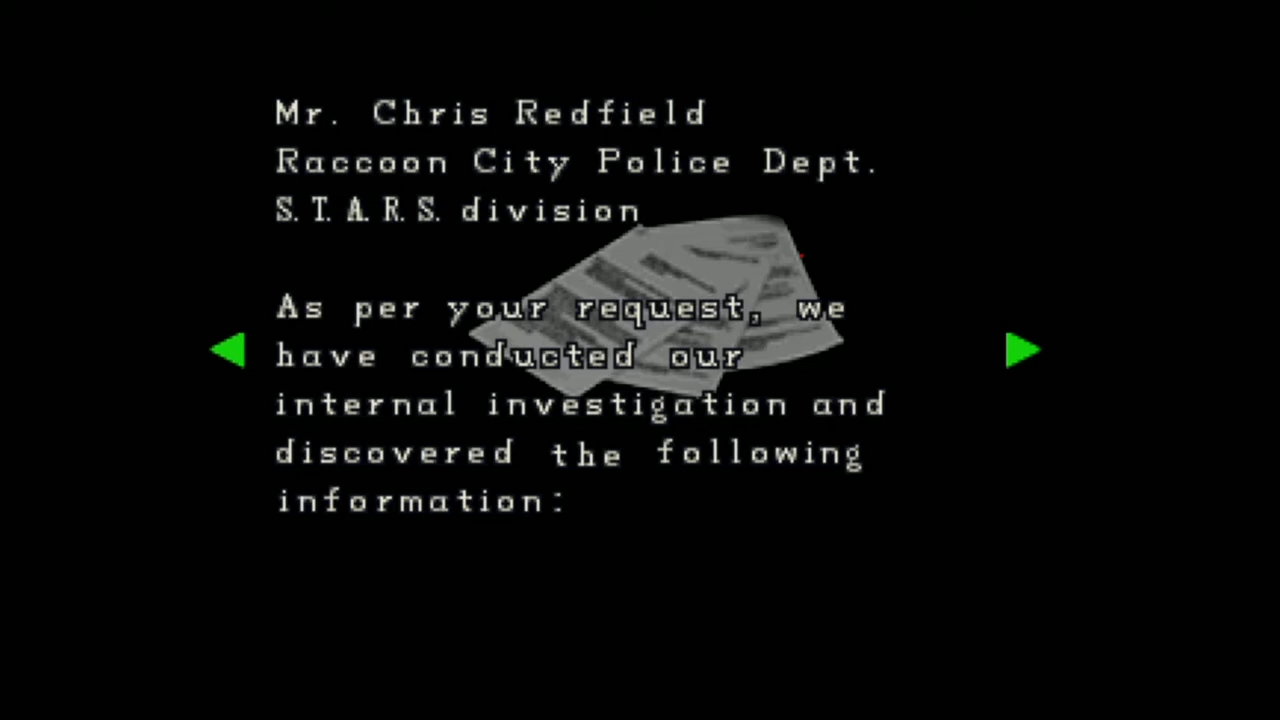 Mr. Chris Redfield
Raccoon City Police Dept.
S.T.A.R.S. division
As per your request, we
have conducted our
internal investigation and
discovered the following
information: